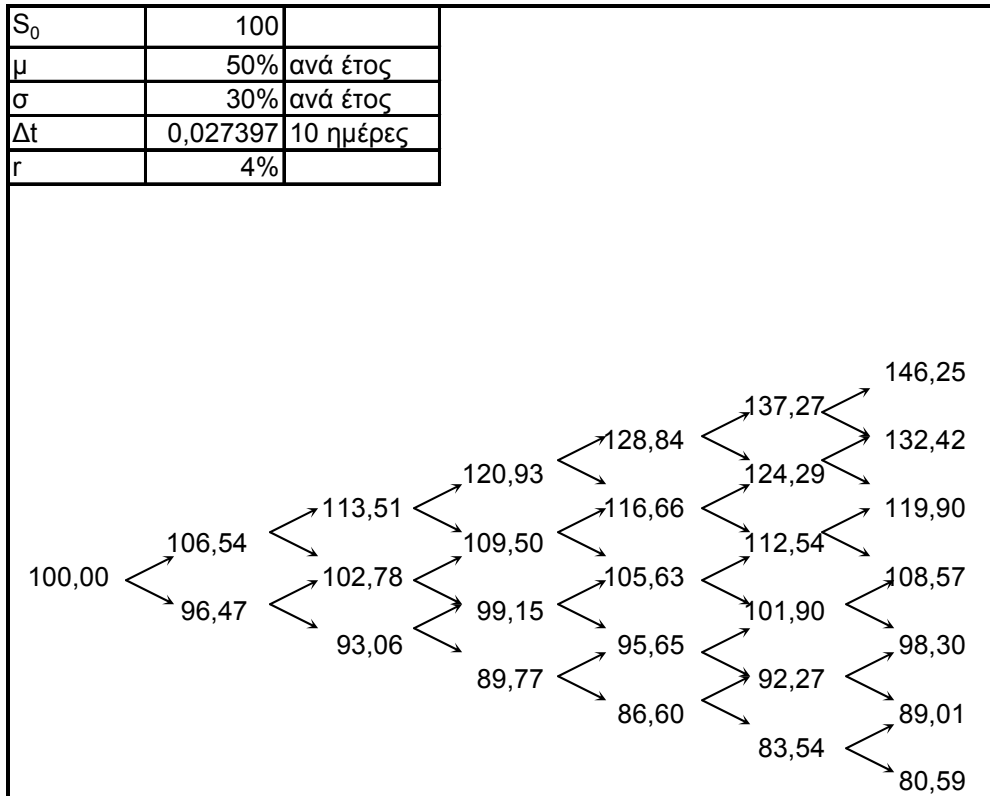 S₀ 100
μ 50% ανά έτος
σ 30% ανά έτος
Δt 0,027397 10 ημέρες
r 4%
146,25
137,27
128,84 132,42
120,93 124,29
113,51 116,66 119,90
106,54 109,50 112,54
100,00 102,78 105,63 108,57
96,47 99,15 101,90
93,06 95,65 98,30
89,77 92,27
86,60 89,01
83,54
80,59